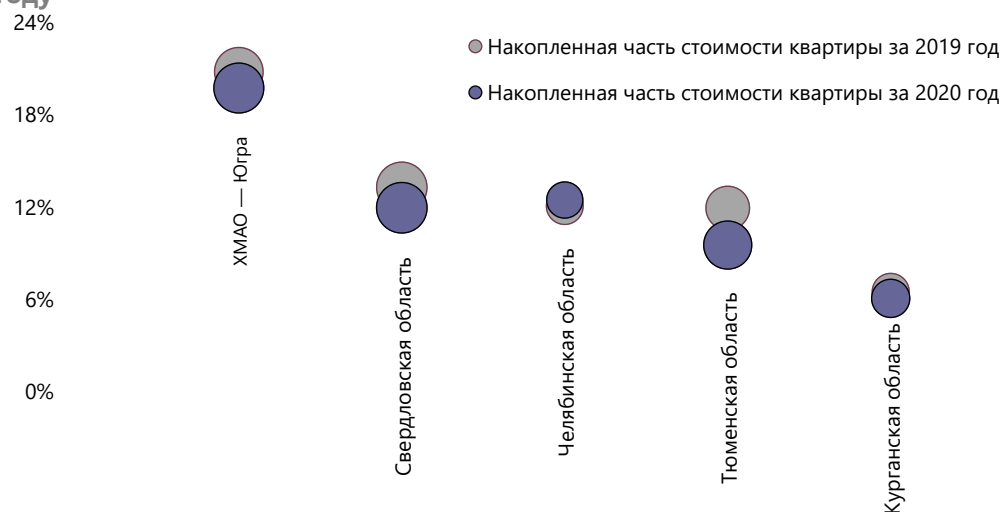 году
24%
Накопленная часть стоимости квартиры за 2019 год
Накопленная часть стоимости квартиры за 2020 год
18%
12%
6%
0%
ХМАО — Югра
Свердловская область
Челябинская область
Тюменская область
Курганская область